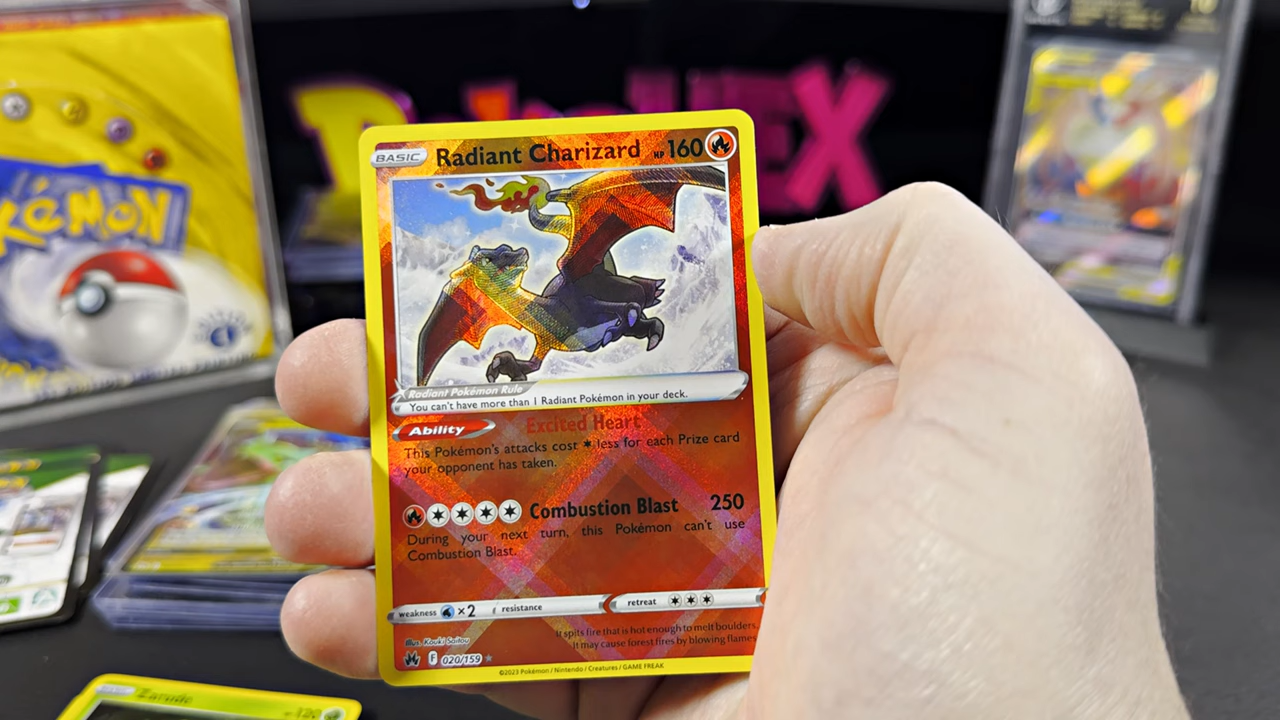 BASIC Radiant Charizard HP 160
Radiant Pokémon Rule
You can't have more than 1 Radiant Pokémon in your deck.
Ability Excited Heart
This Pokémon's attacks cost less for each Prize card
your opponent has taken.
Combustion Blast 250
During your next turn, this Pokémon can't use
Combustion Blast.
weakness ×2 resistance retreat
It spits fire that is hot enough to melt boulders.
It may cause forest fires by blowing flames
Illus. Kouki Saitou
F 020/159
©2023 Pokémon / Nintendo / Creatures / GAME FREAK
kéMON
Zarude